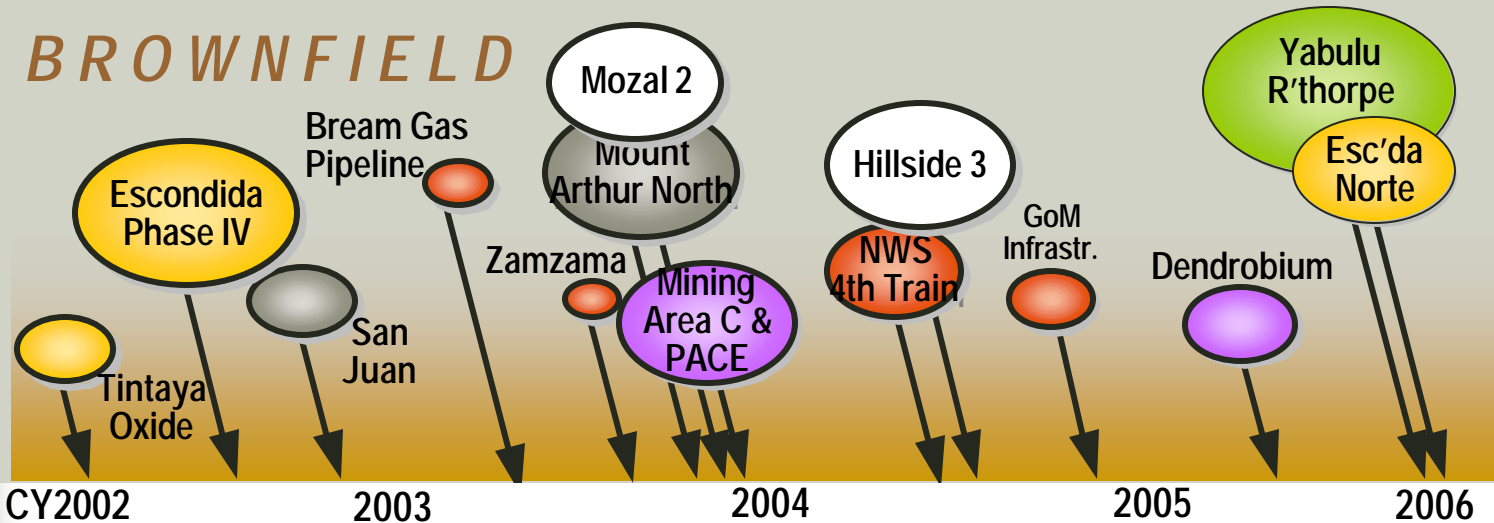 BROWNFIELD
Mozal 2
Yabulu
R'thorpe
Bream Gas
Pipeline
Mount
Arthur North
Hillside 3
Esc'da
Norte
Escondida
Phase IV
GoM
Infrastr.
Zamzama
NWS
4th Train
Dendrobium
Mining
Area C &
PACE
San
Juan
Tintaya
Oxide
CY2002
2003
2004
2005
2006